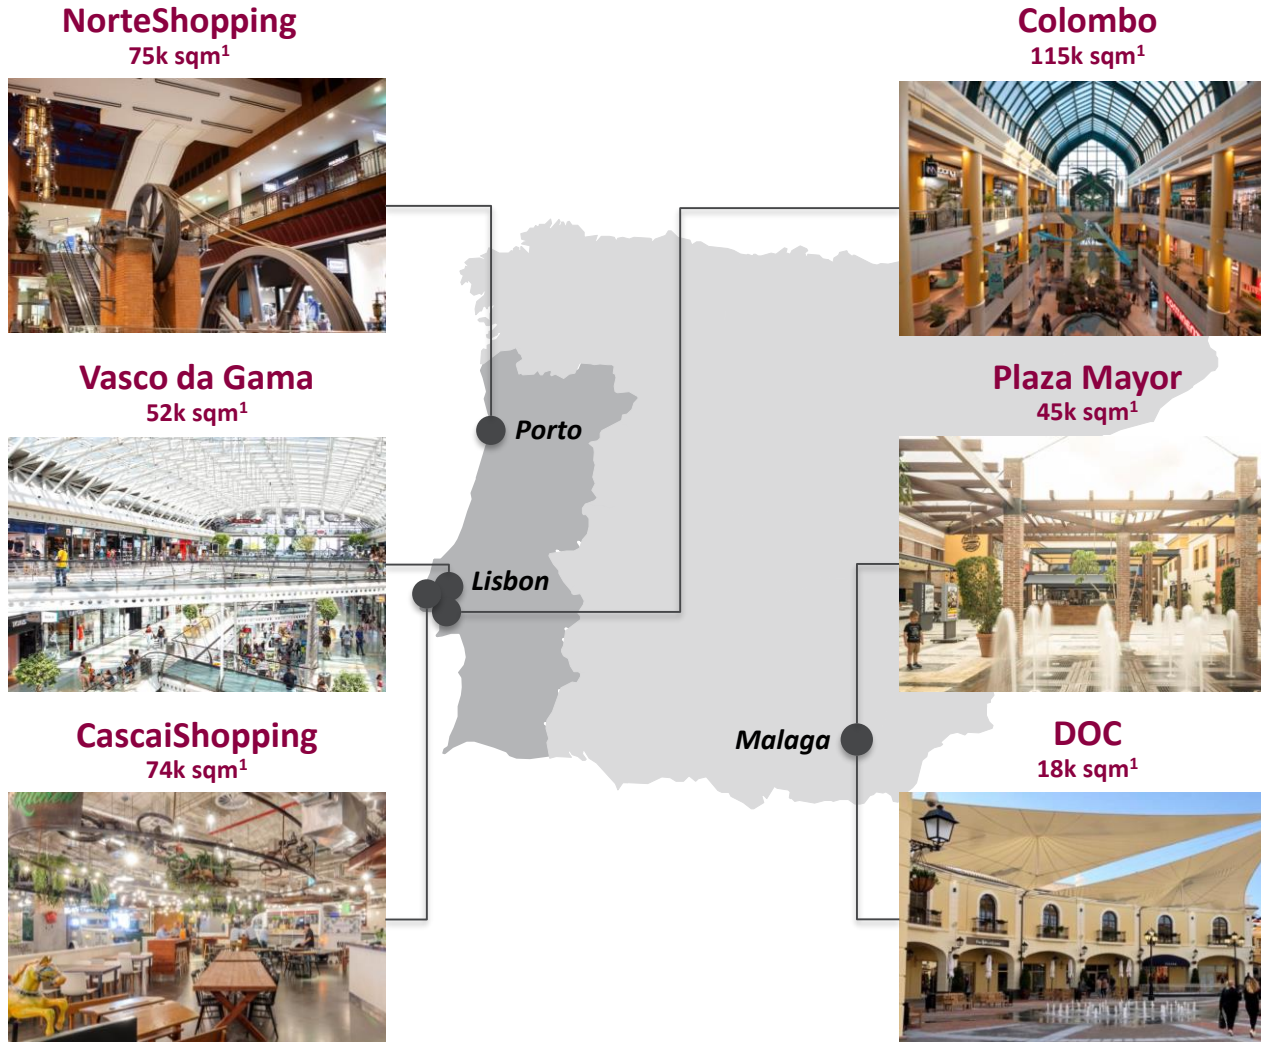 NorteShopping
75k sqm¹
Colombo
115k sqm¹
Vasco da Gama
52k sqm¹
Porto
Plaza Mayor
45k sqm¹
Lisbon
CascaiShopping
74k sqm¹
Malaga
DOC
18k sqm¹